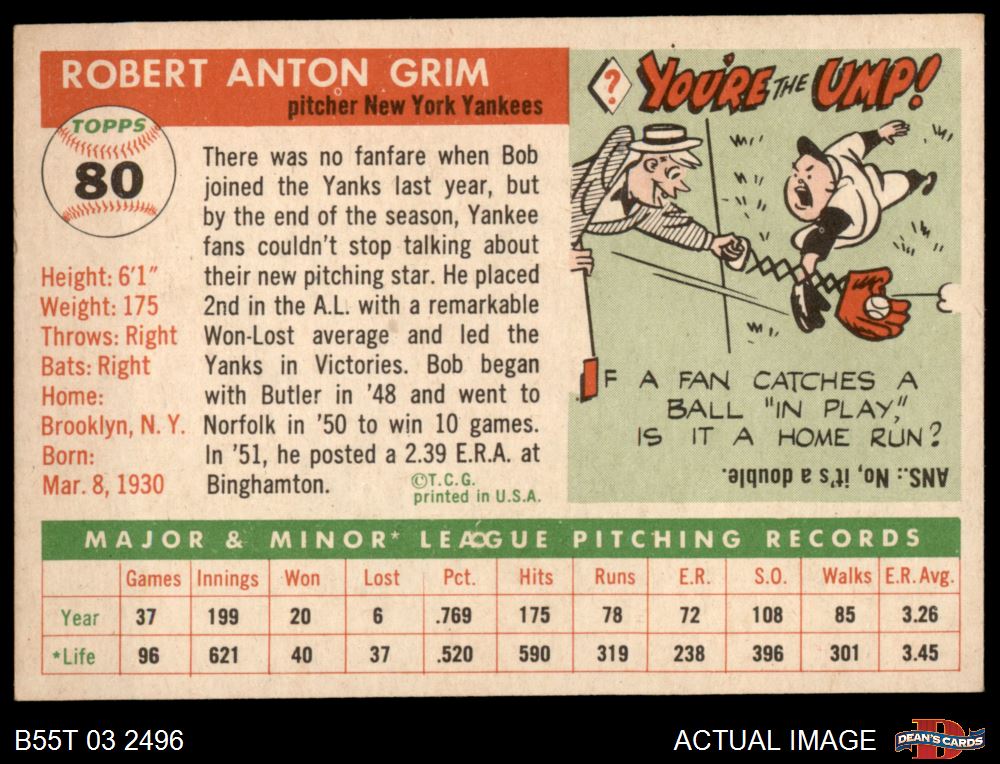 ROBERT ANTON GRIM
pitcher New York Yankees
TOPPS
80
Height: 6'1"
Weight: 175
Throws: Right
Bats: Right
Home:
Brooklyn, N. Y.
Born:
Mar. 8, 1930
There was no fanfare when Bob
joined the Yanks last year, but
by the end of the season, Yankee
fans couldn't stop talking about
their new pitching star. He placed
2nd in the A.L. with a remarkable
Won-Lost average and led the
Yanks in Victories. Bob began
with Butler in '48 and went to
Norfolk in '50 to win 10 games.
In '51, he posted a 2.39 E.R.A. at
Binghamton.
©T.C.G.
printed in U.S.A.
? YOU'RE THE UMP!
IF A FAN CATCHES A
BALL "IN PLAY,"
IS IT A HOME RUN?
ANS.: No, it's a double.
MAJOR & MINOR* LEAGUE PITCHING RECORDS
Games Innings Won Lost Pct. Hits Runs E.R. S.O. Walks E.R. Avg.
Year 37 199 20 6 .769 175 78 72 108 85 3.26
*Life 96 621 40 37 .520 590 319 238 396 301 3.45
B55T 03 2496
ACTUAL IMAGE
D
DEAN'S CARDS